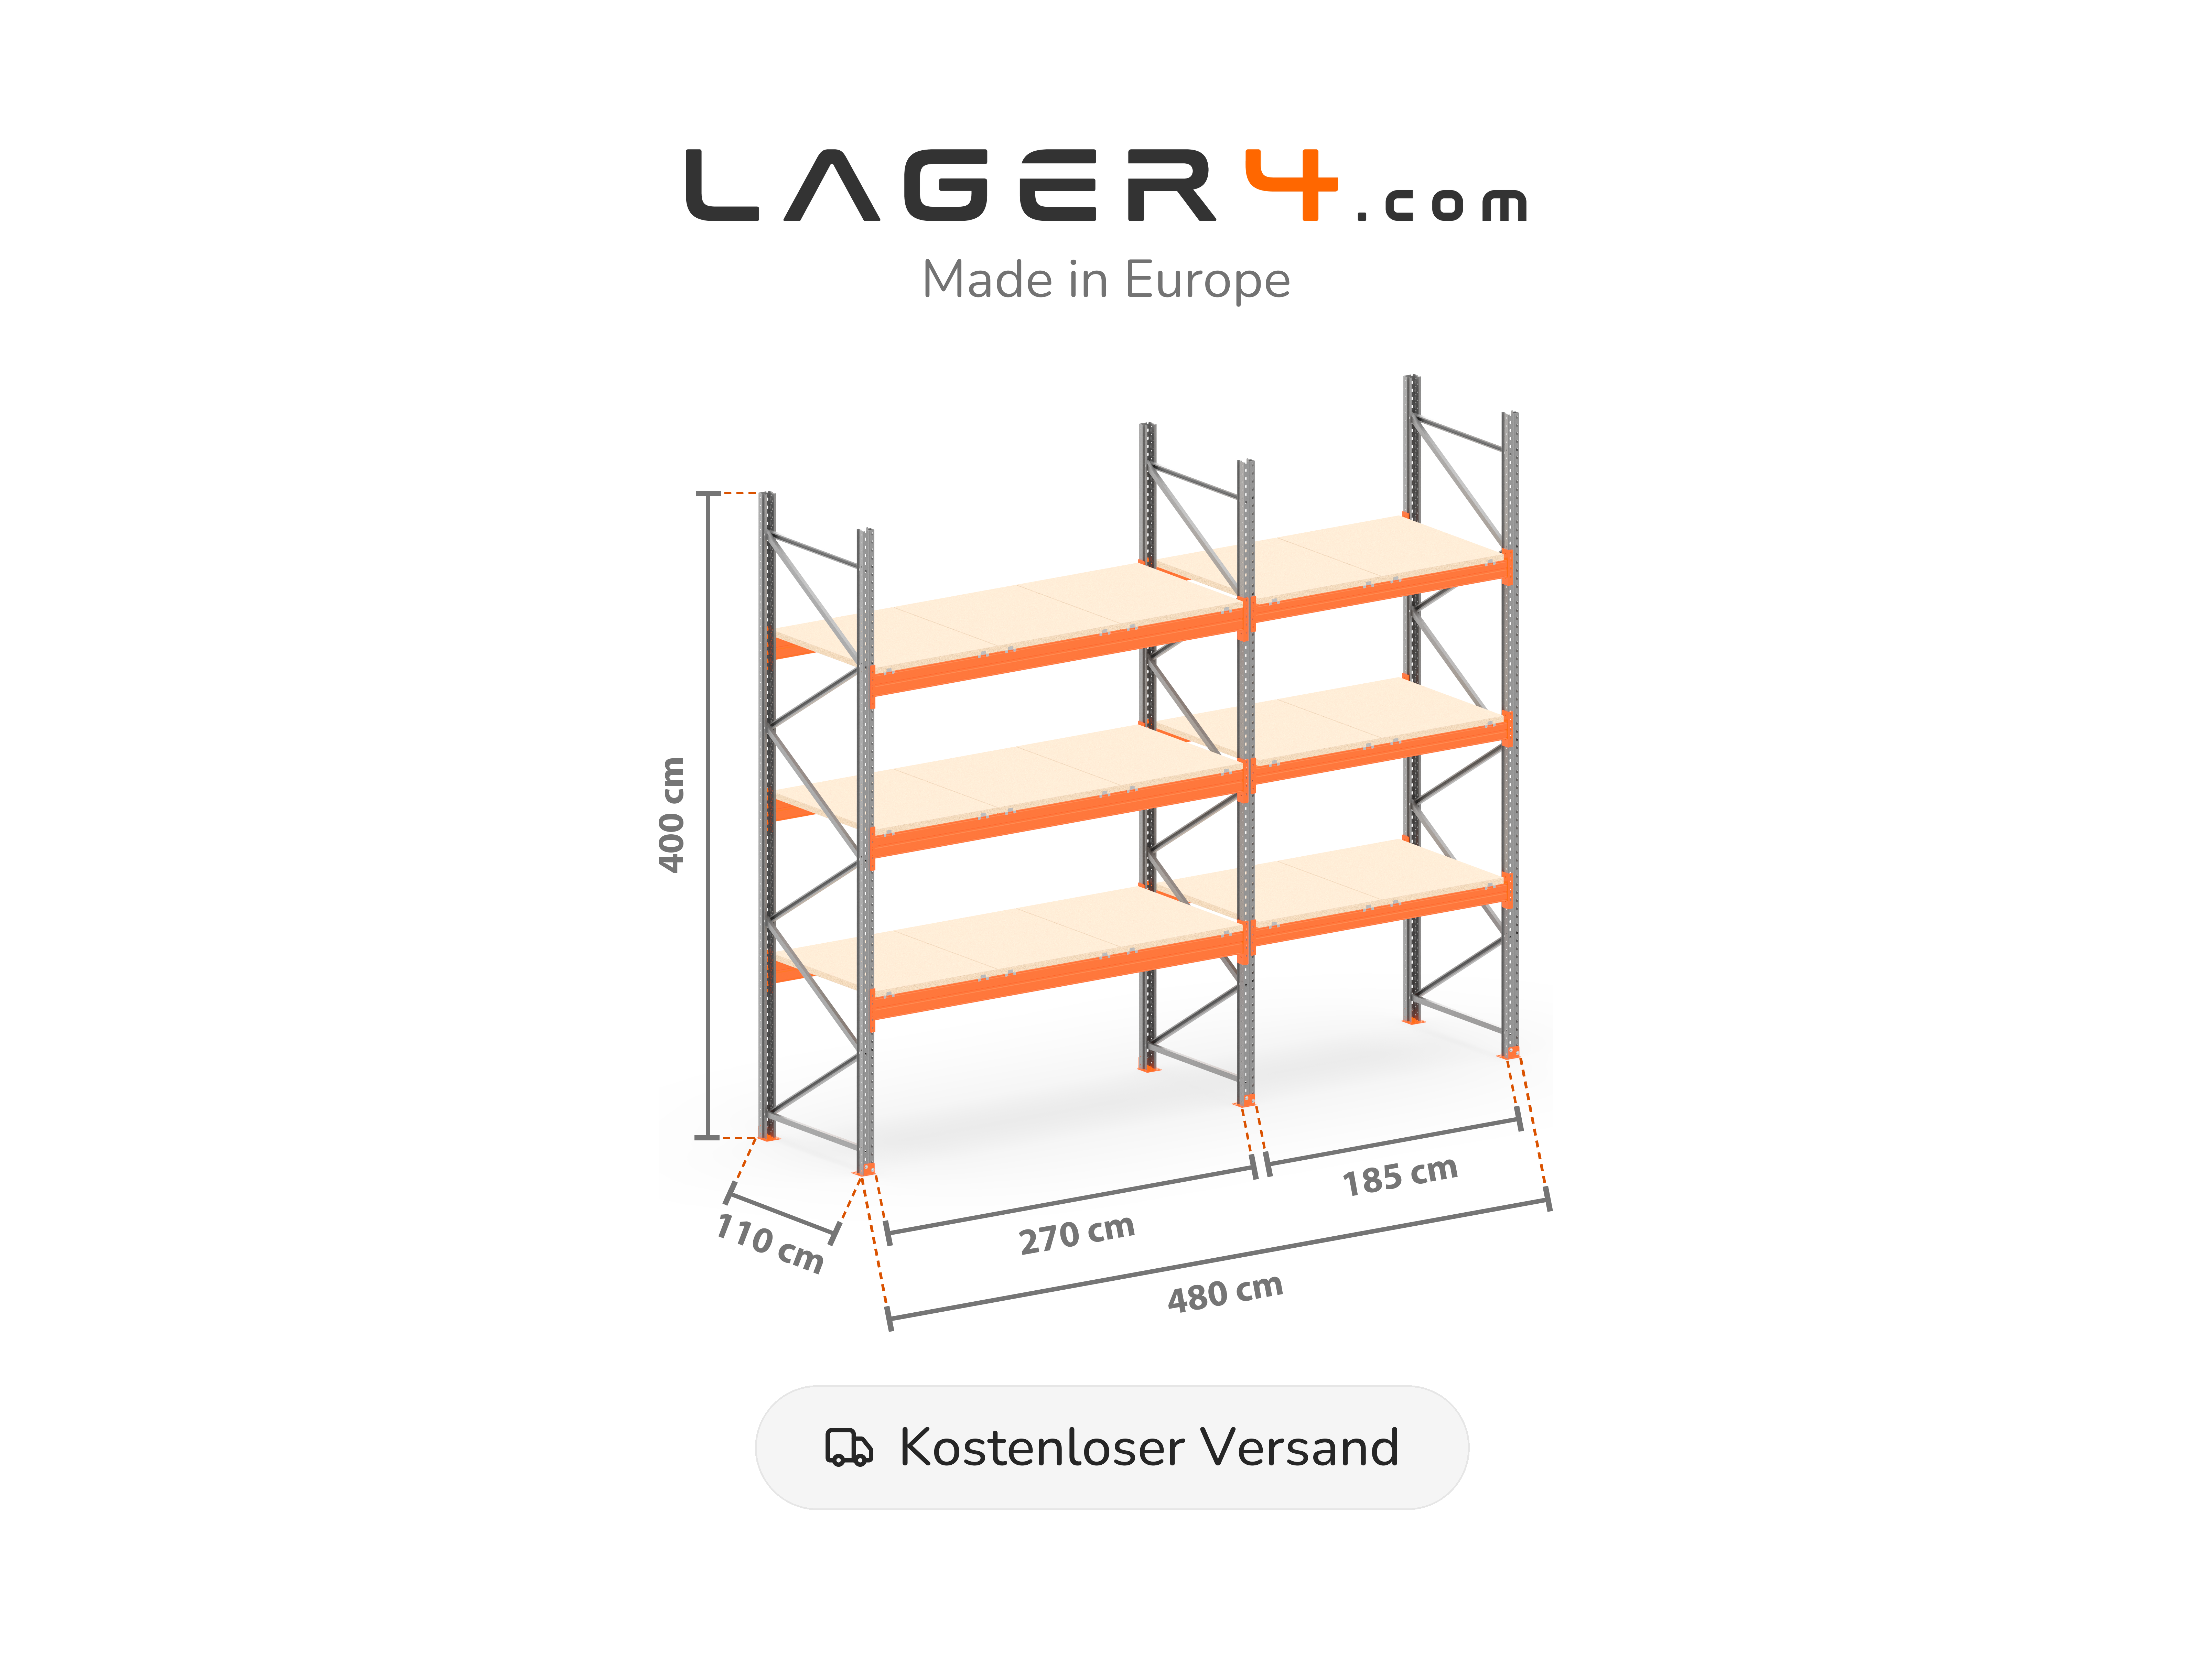 LAGER4.com
Made in Europe
400 cm
110 cm
270 cm
185 cm
480 cm
Kostenloser Versand